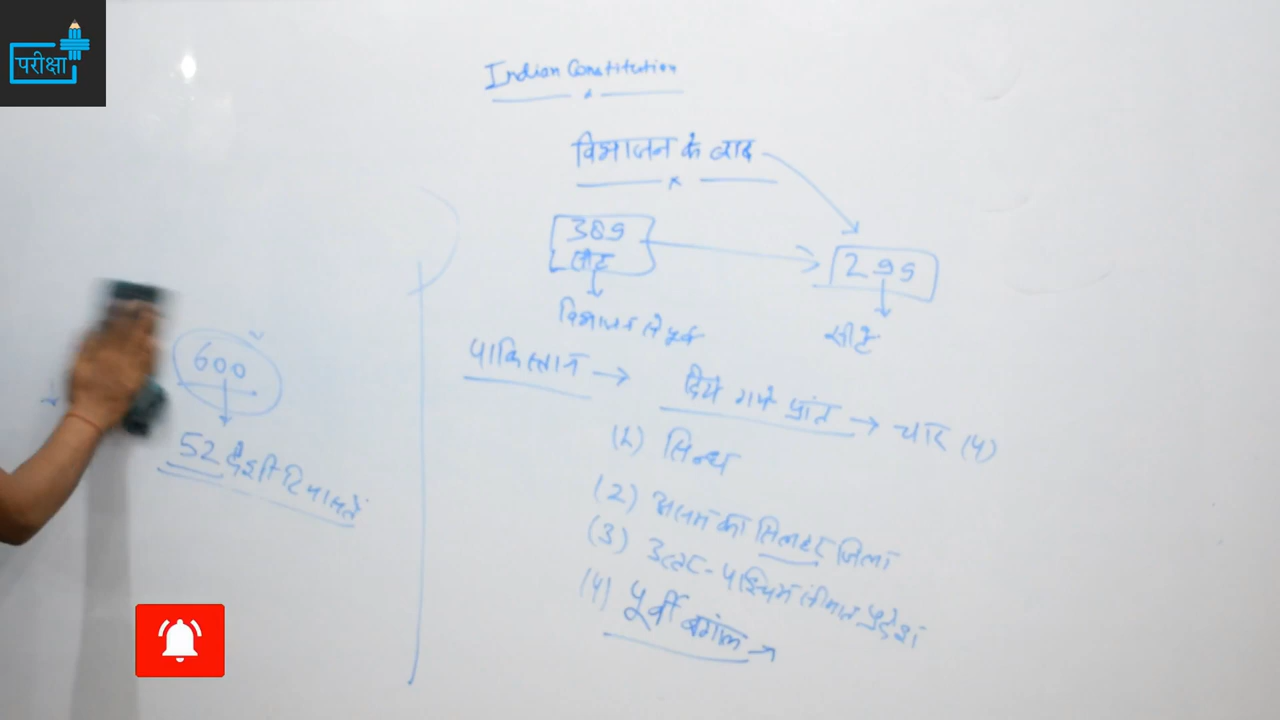 परीक्षा
Indian Constitution
विभाजन के बाद
389
सीट
299
विभाजन से पूर्व
सीटें
पाकिस्तान → दिये गये प्रांत → चार (4)
(1) सिन्ध
(2) असम का सिलहट जिला
(3) उत्तर-पश्चिम सीमांत प्रदेश
(4) पूर्वी बंगाल →
600
52 देशी रियासतें